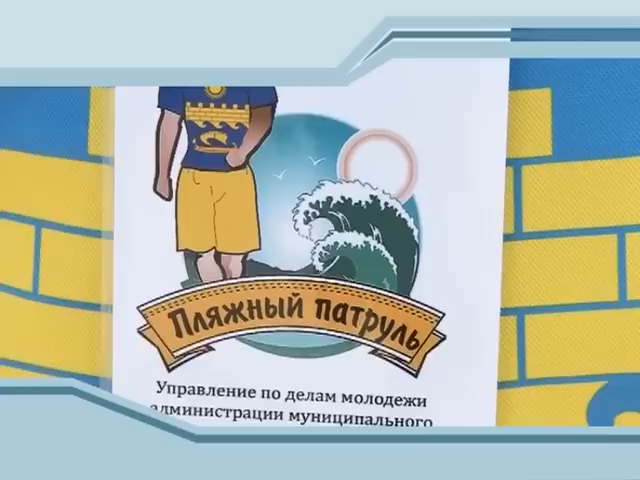 Пляжный патруль
Управление по делам молодежи
администрации муниципального